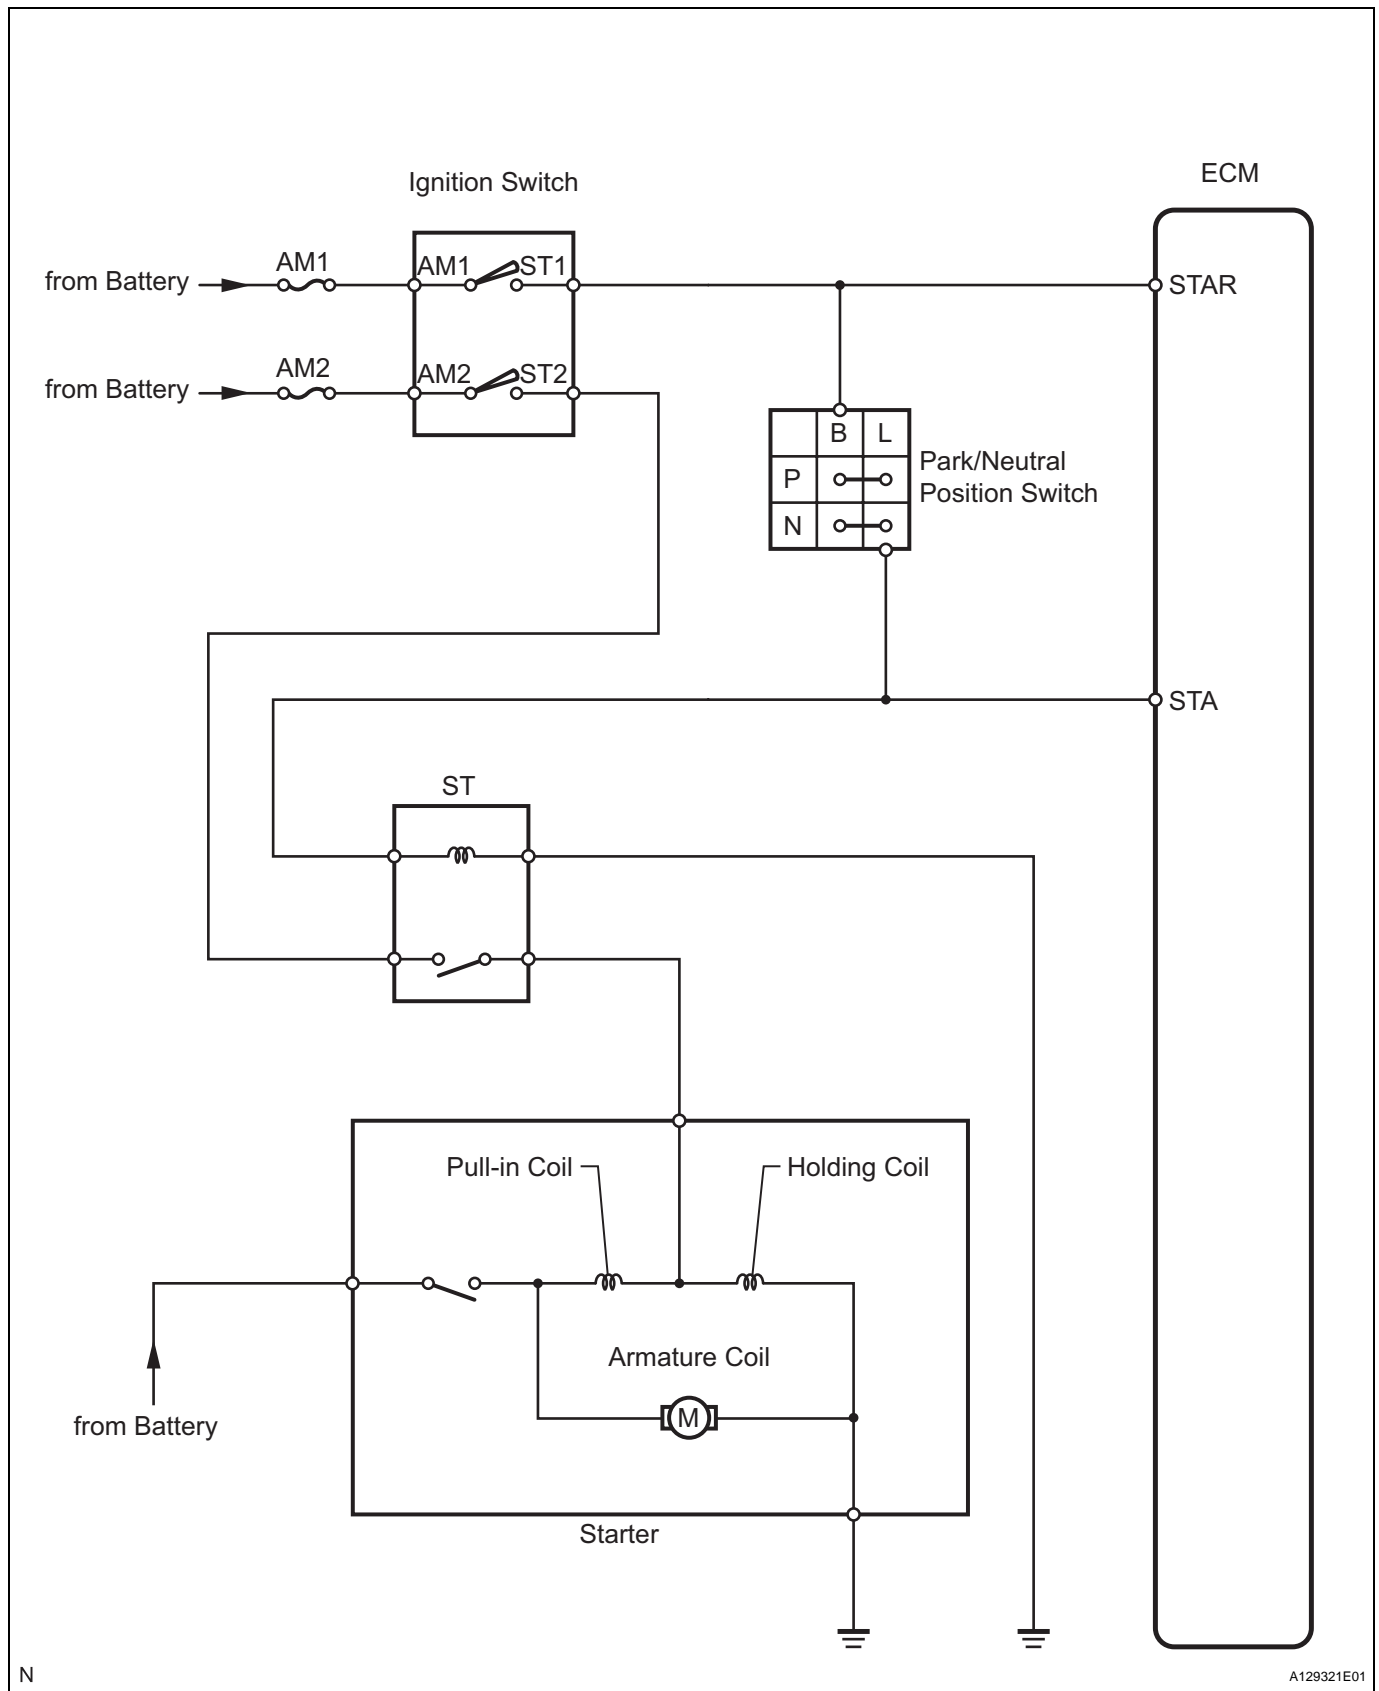 Ignition Switch
ECM
from Battery
AM1
AM1
ST1
STAR
from Battery
AM2
AM2
ST2
B
L
P
N
Park/Neutral
Position Switch
STA
ST
Pull-in Coil
Holding Coil
Armature Coil
M
from Battery
Starter
N
A129321E01